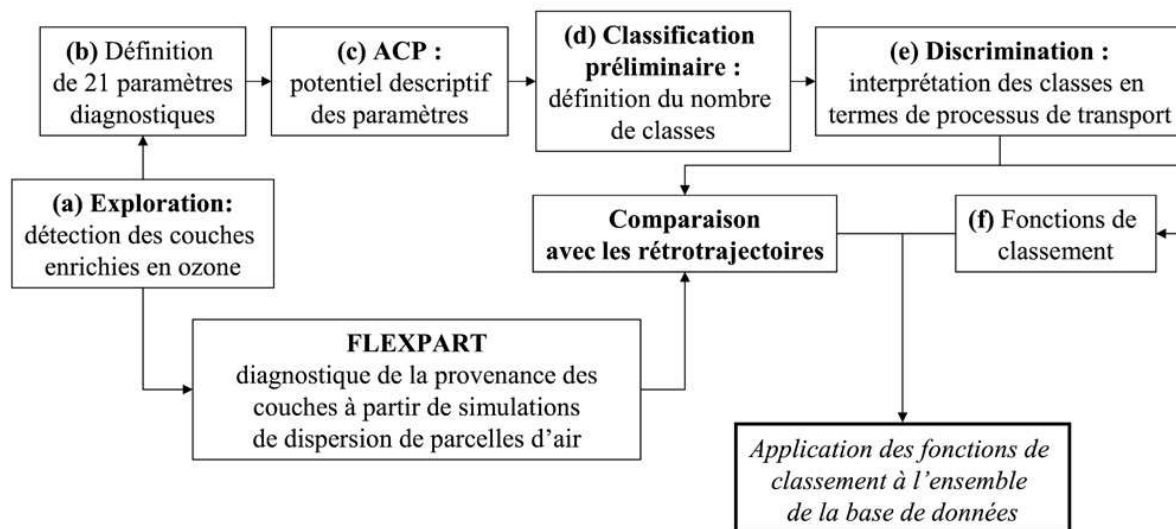 (b) Définition
de 21 paramètres
diagnostiques
(c) ACP :
potentiel descriptif
des paramètres
(d) Classification
préliminaire :
définition du nombre
de classes
(e) Discrimination :
interprétation des classes en
termes de processus de transport
(a) Exploration:
détection des couches
enrichies en ozone
Comparaison
avec les rétrotrajectoires
(f) Fonctions de
classement
FLEXPART
diagnostique de la provenance des
couches à partir de simulations
de dispersion de parcelles d’air
Application des fonctions de
classement à l’ensemble
de la base de données